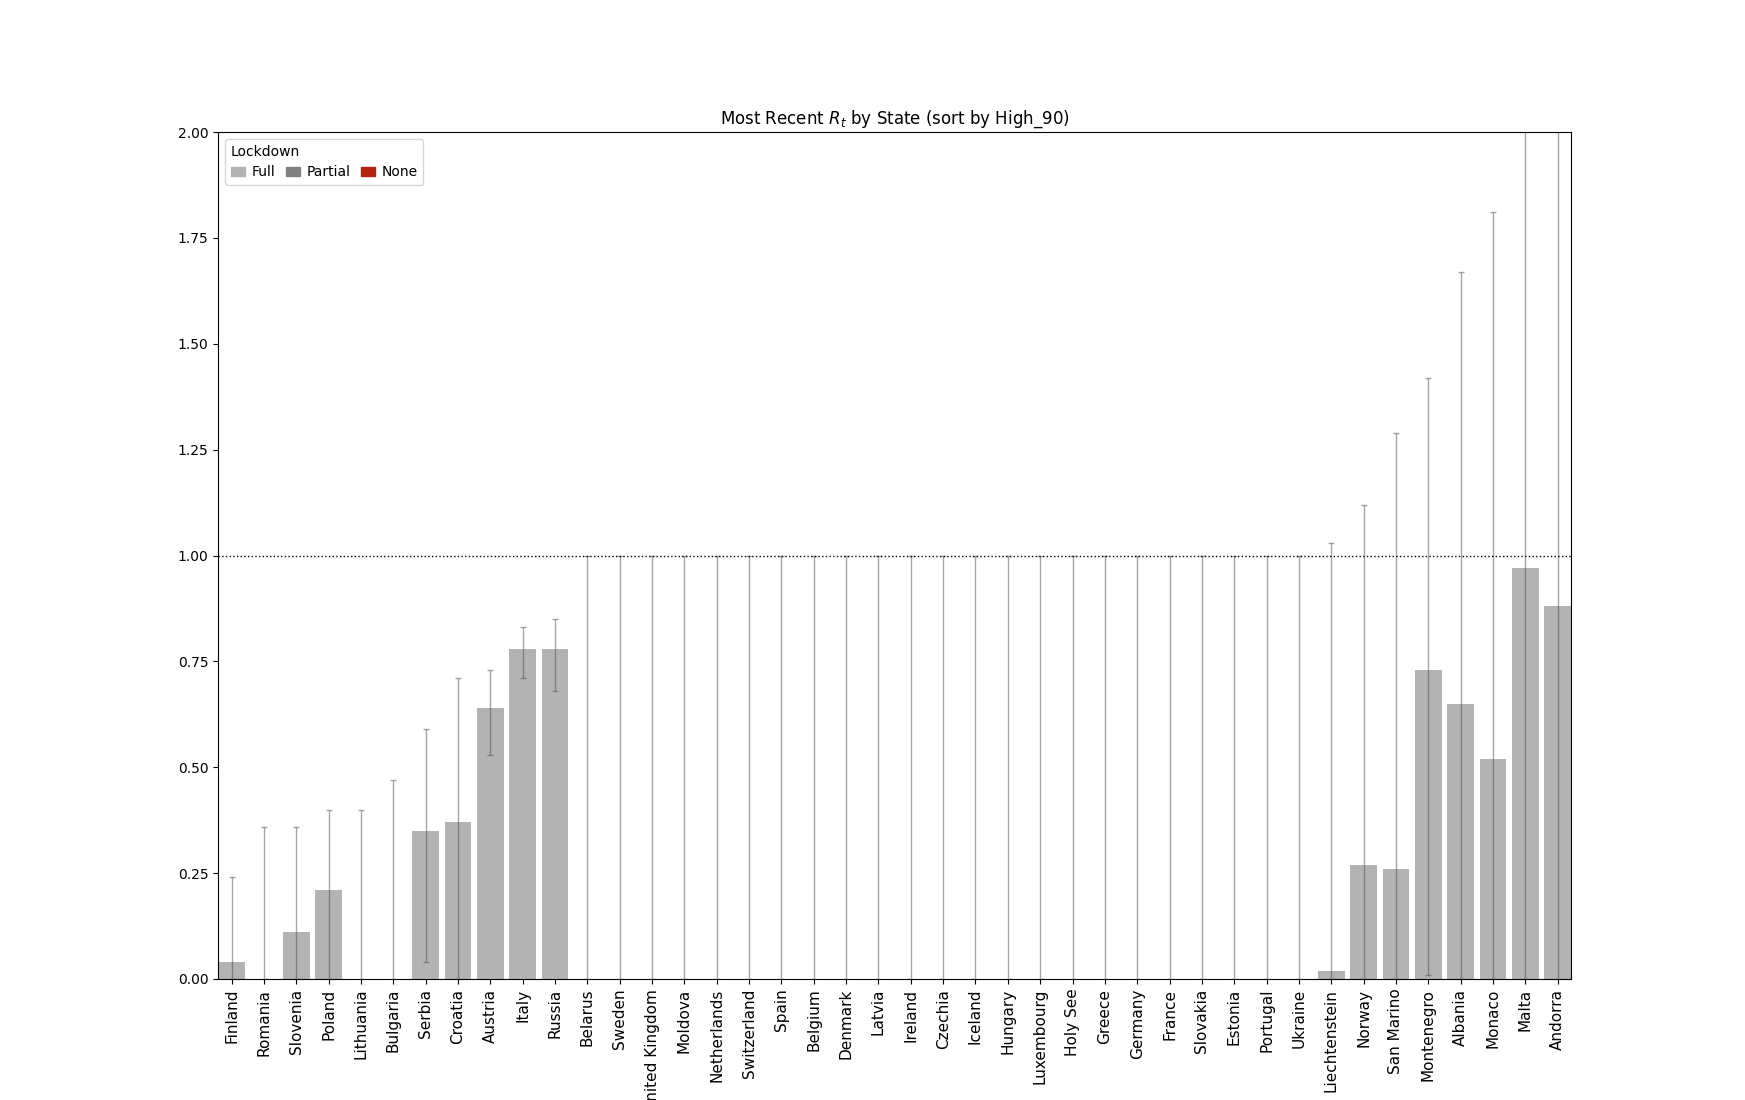 Most Recent R_t by State (sort by High_90)
Lockdown
Full Partial None
2.00
1.75
1.50
1.25
1.00
0.75
0.50
0.25
0.00
Finland
Romania
Slovenia
Poland
Lithuania
Bulgaria
Serbia
Croatia
Austria
Italy
Russia
Belarus
Sweden
nited Kingdom
Moldova
Netherlands
Switzerland
Spain
Belgium
Denmark
Latvia
Ireland
Czechia
Iceland
Hungary
Luxembourg
Holy See
Greece
Germany
France
Slovakia
Estonia
Portugal
Ukraine
Liechtenstein
Norway
San Marino
Montenegro
Albania
Monaco
Malta
Andorra